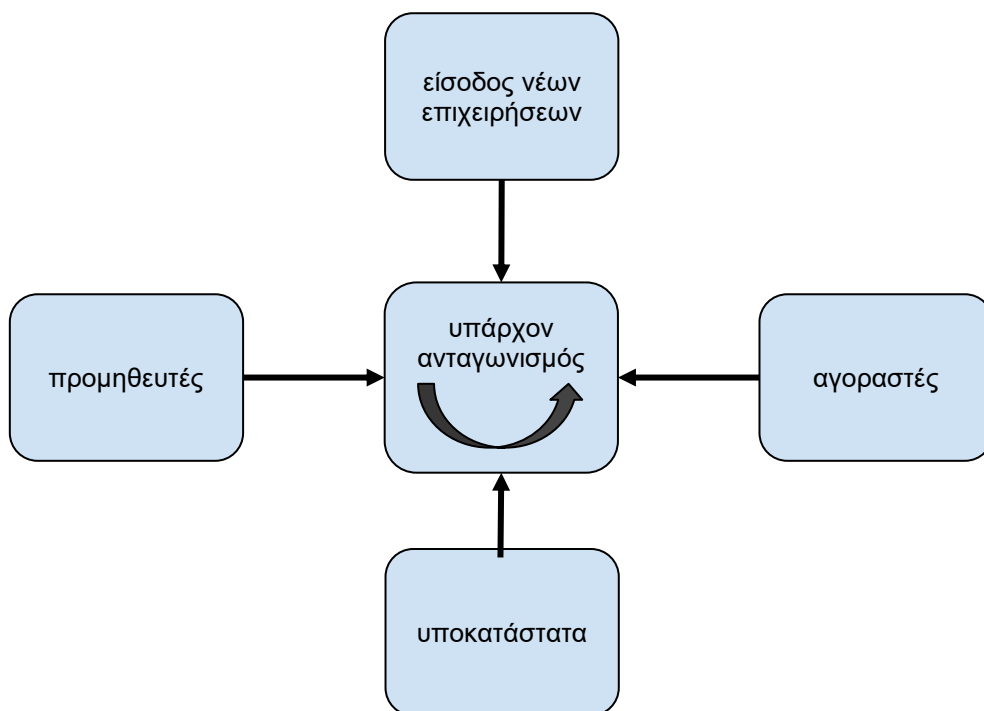 είσοδος νέων
επιχειρήσεων
προμηθευτές
υπάρχον
ανταγωνισμός
αγοραστές
υποκατάστατα